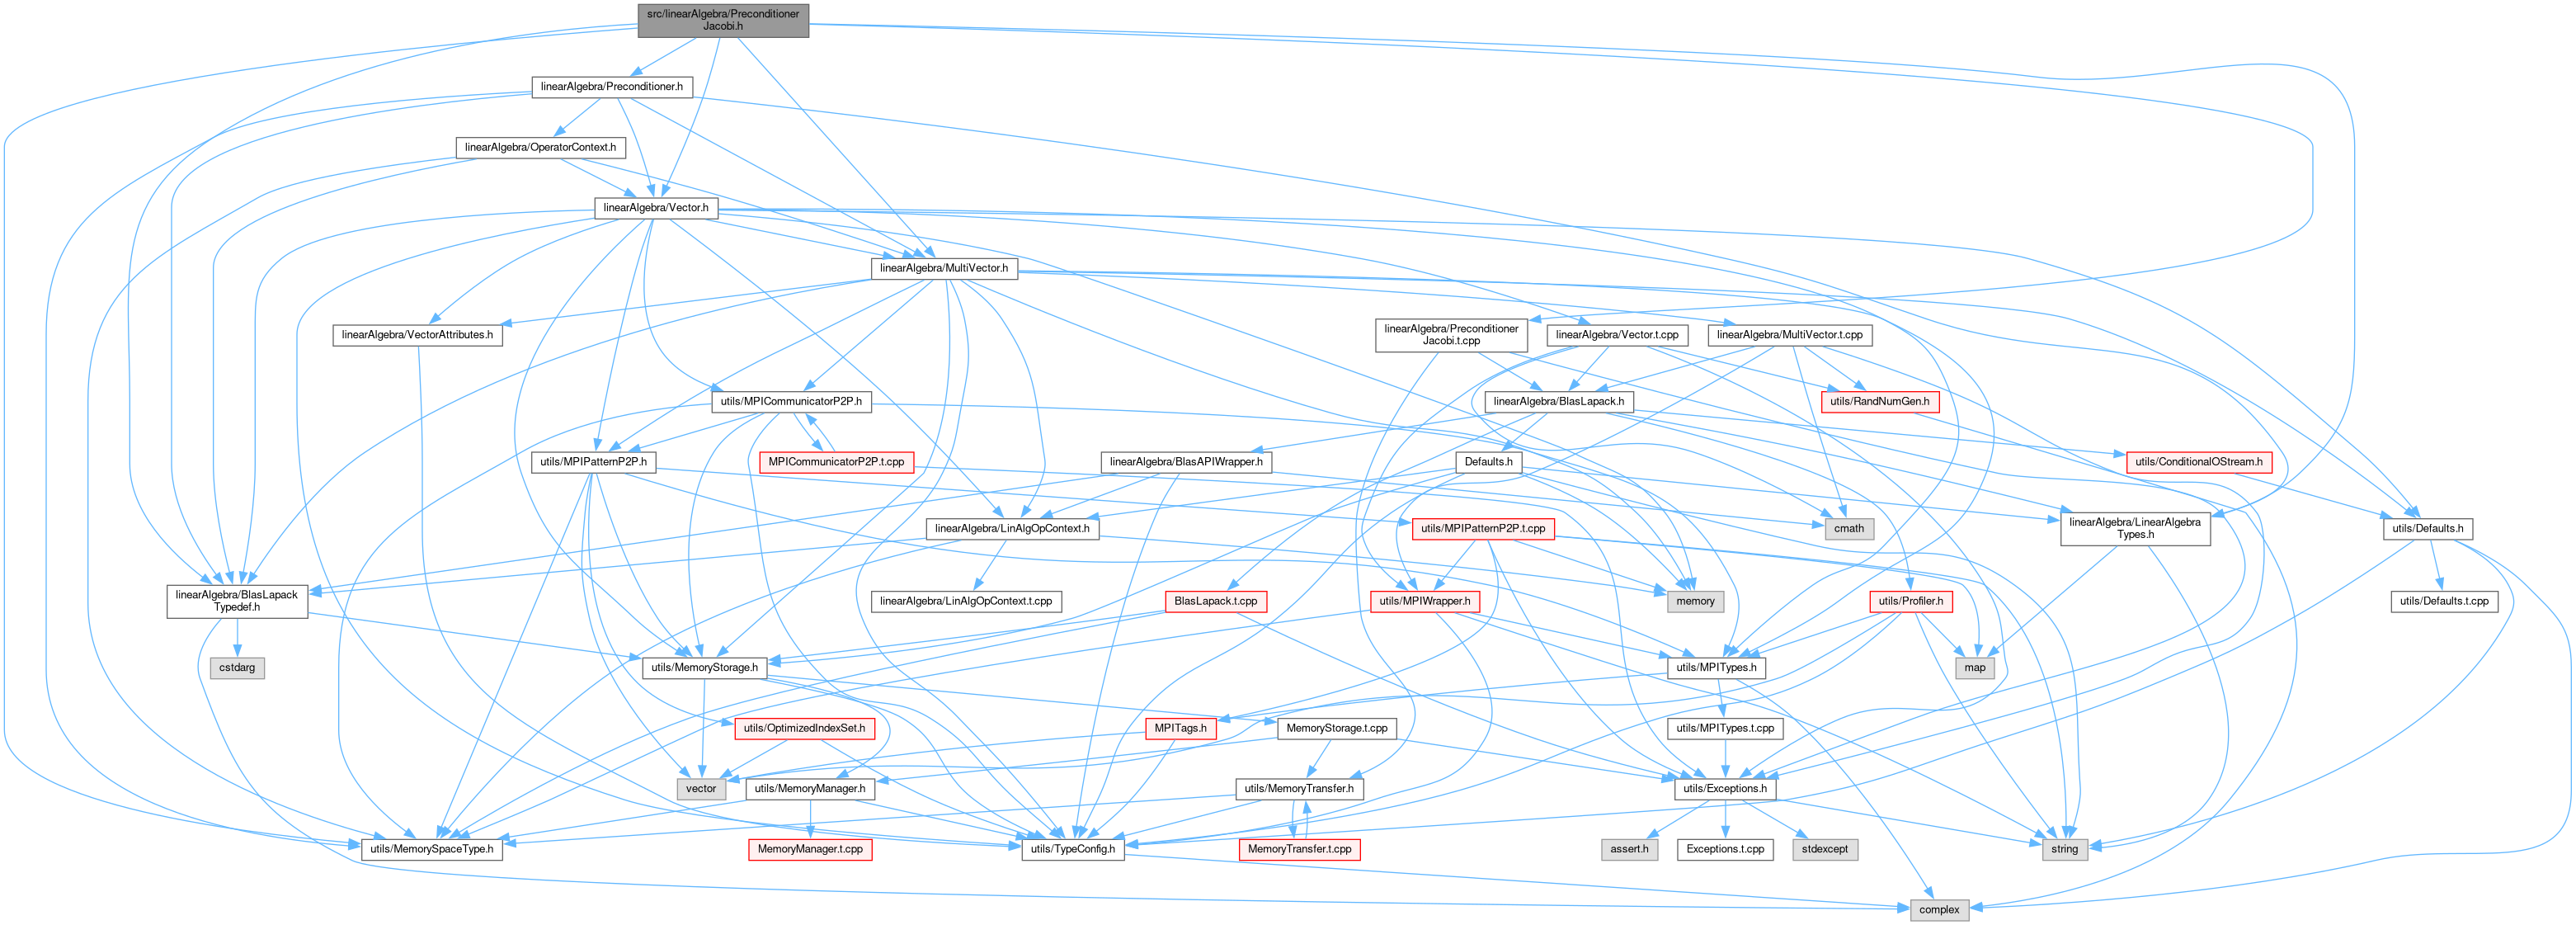 src/linearAlgebra/Preconditioner
Jacobi.h
linearAlgebra/Preconditioner.h
linearAlgebra/OperatorContext.h
linearAlgebra/Vector.h
linearAlgebra/MultiVector.h
linearAlgebra/VectorAttributes.h
linearAlgebra/Preconditioner
Jacobi.t.cpp
linearAlgebra/Vector.t.cpp
linearAlgebra/MultiVector.t.cpp
utils/MPICommunicatorP2P.h
linearAlgebra/BlasLapack.h
utils/RandNumGen.h
utils/MPIPatternP2P.h
MPICommunicatorP2P.t.cpp
linearAlgebra/BlasAPIWrapper.h
Defaults.h
utils/ConditionalOStream.h
linearAlgebra/LinAlgOpContext.h
utils/MPIPatternP2P.t.cpp
cmath
linearAlgebra/LinearAlgebra
Types.h
utils/Defaults.h
linearAlgebra/BlasLapack
Typedef.h
linearAlgebra/LinAlgOpContext.t.cpp
BlasLapack.t.cpp
utils/MPIWrapper.h
memory
utils/Profiler.h
utils/Defaults.t.cpp
cstdarg
utils/MemoryStorage.h
utils/MPITypes.h
map
utils/OptimizedIndexSet.h
MPITags.h
MemoryStorage.t.cpp
utils/MPITypes.t.cpp
vector
utils/MemoryManager.h
utils/MemoryTransfer.h
utils/Exceptions.h
utils/MemorySpaceType.h
MemoryManager.t.cpp
utils/TypeConfig.h
MemoryTransfer.t.cpp
assert.h
Exceptions.t.cpp
stdexcept
string
complex